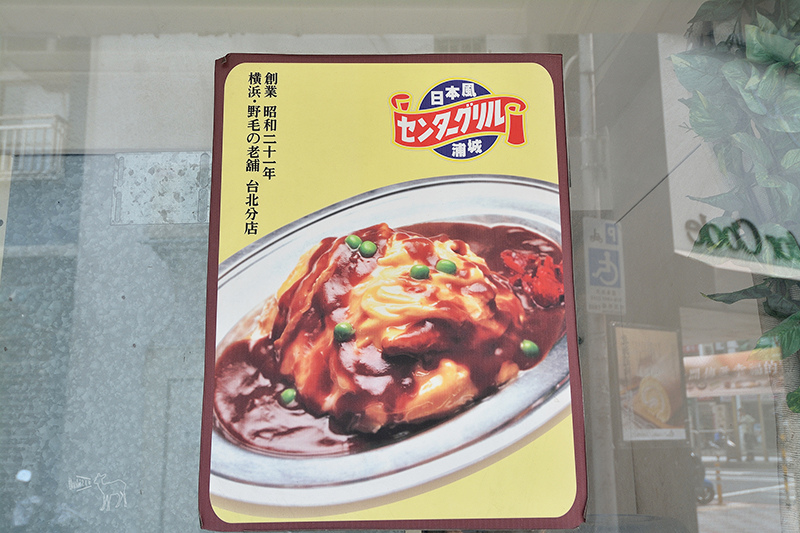 創業 昭和二十一年
横浜・野毛の老舗 台北分店
日本風
センターグリル
浦城
P